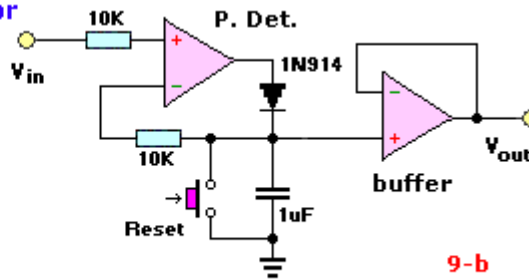 or
10K
P. Det.
+
1N914
Vin
-
-
10K
+
Vout
buffer
1uF
Reset
9-b